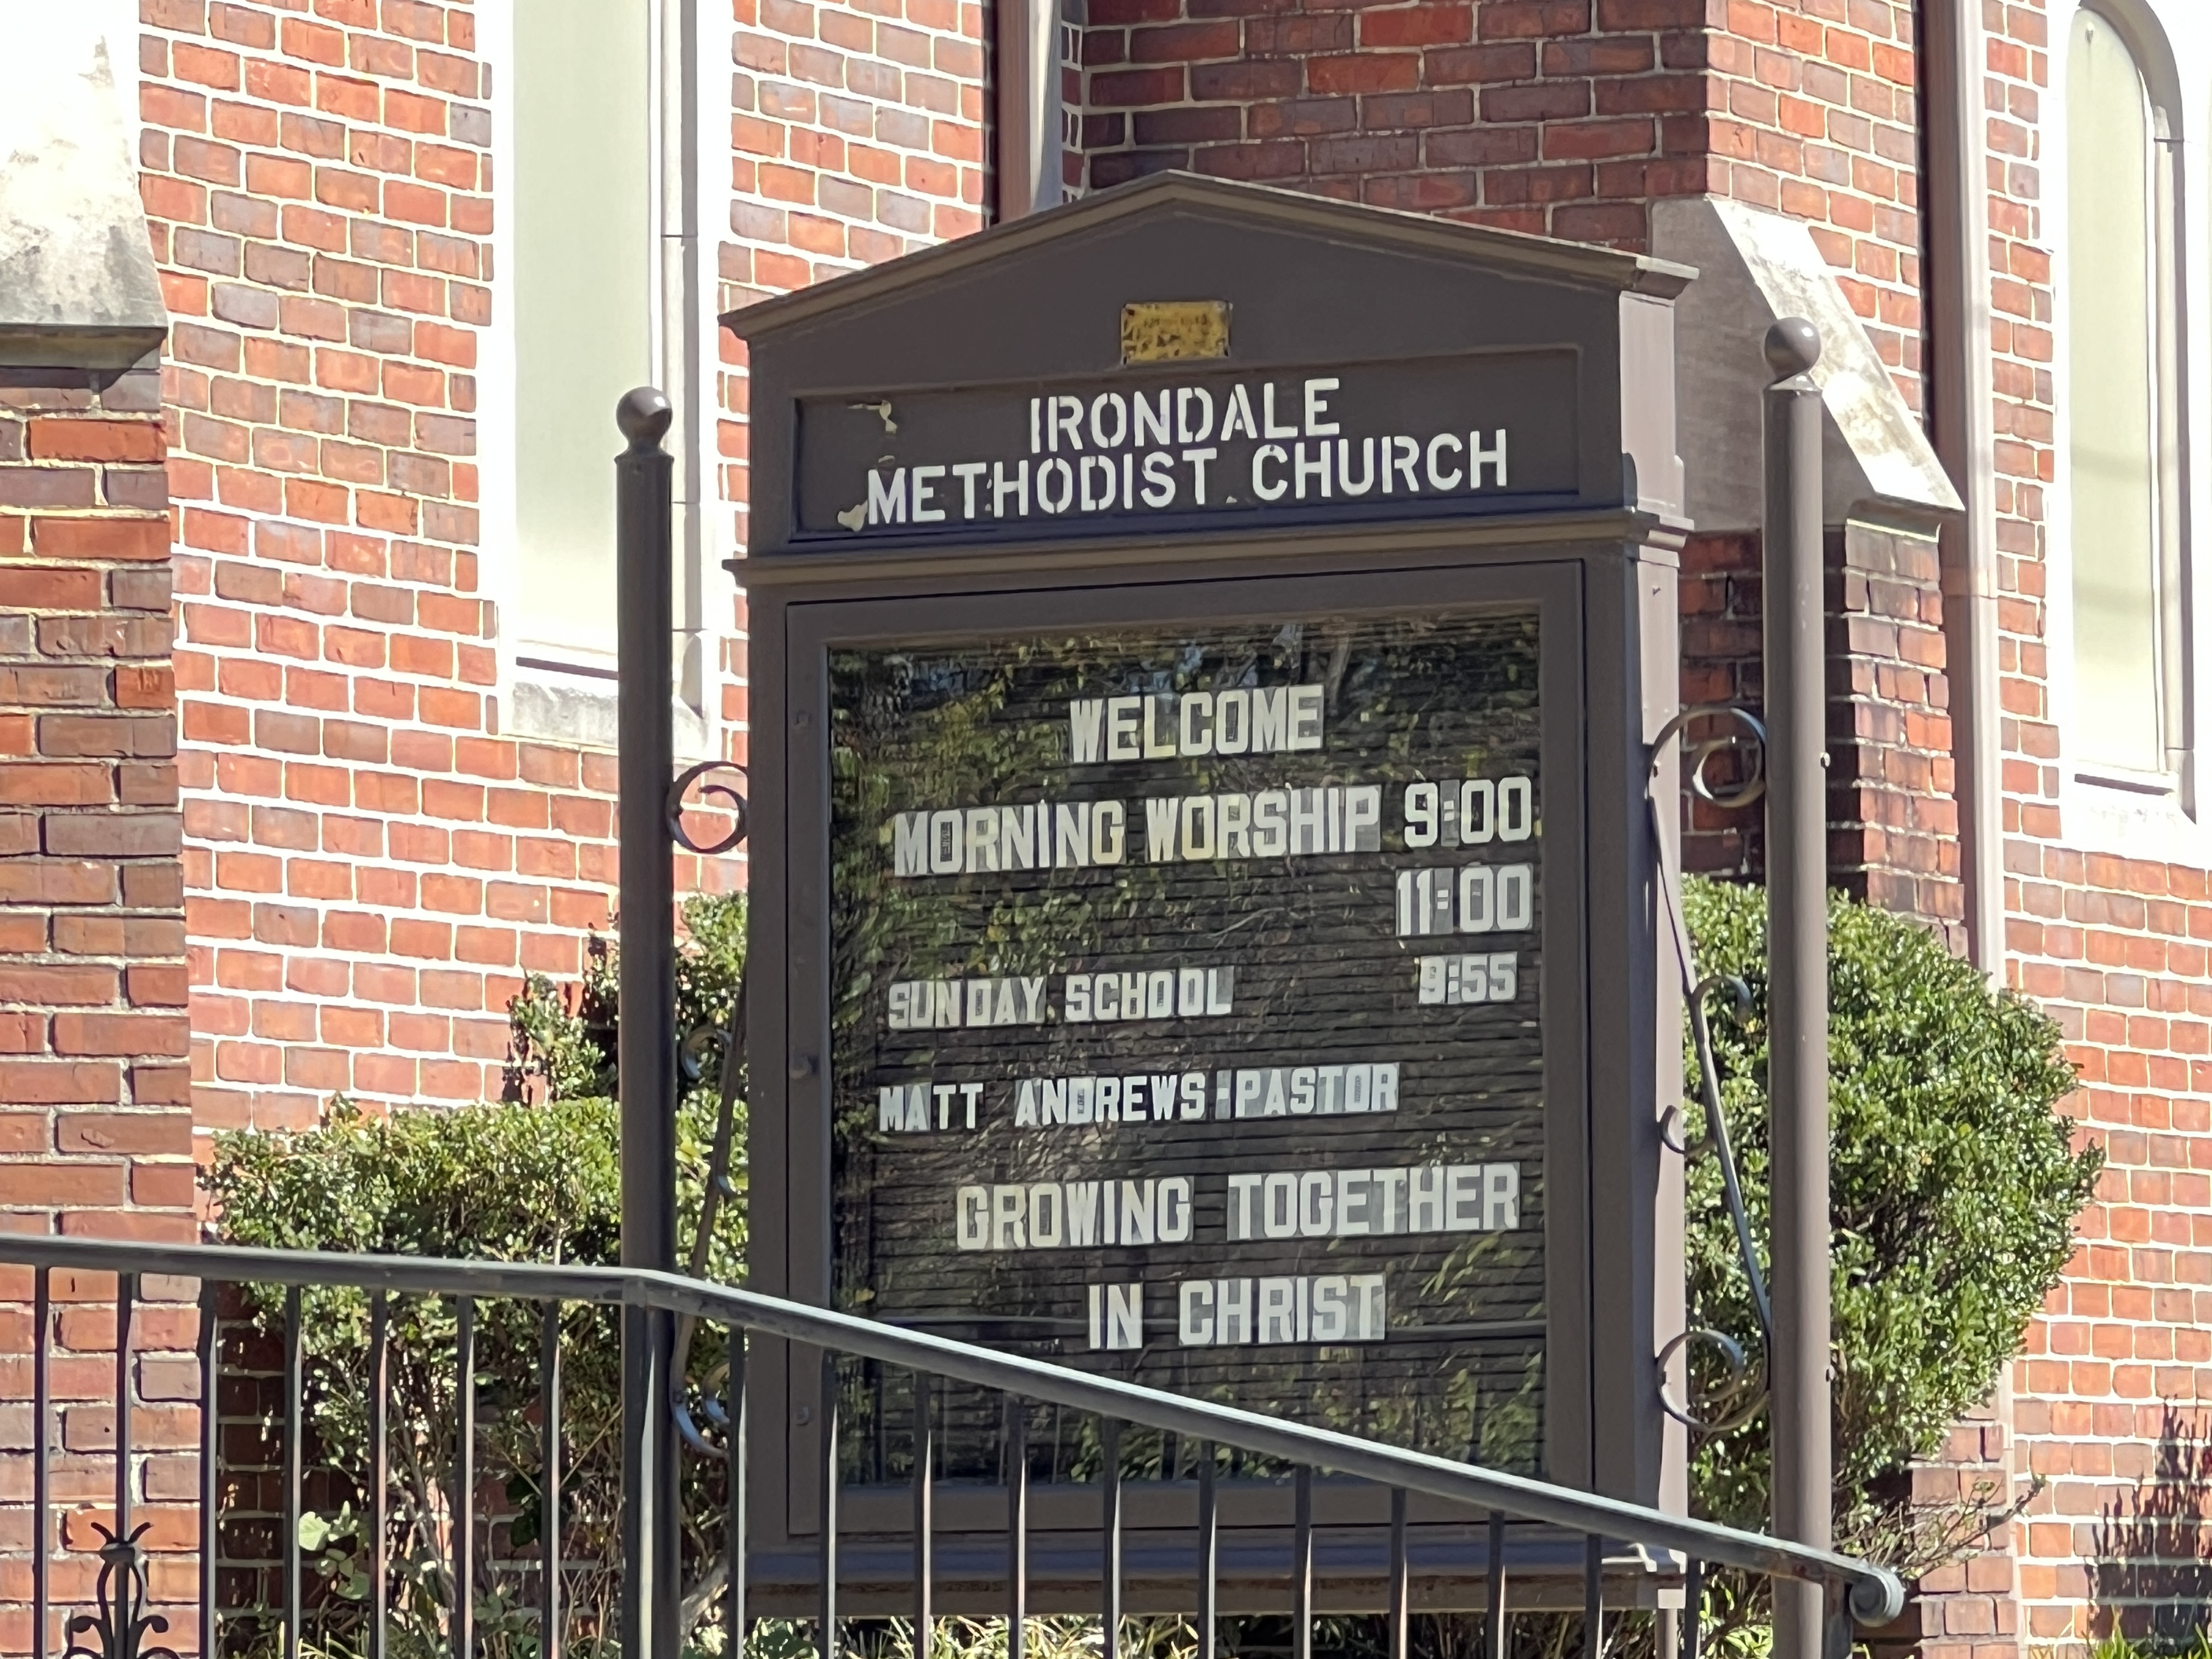 IRONDALE
METHODIST CHURCH
WELCOME
MORNING WORSHIP 9:00
11:00
SUNDAY SCHOOL 9:55
MATT ANDREWS:PASTOR
GROWING TOGETHER
IN CHRIST